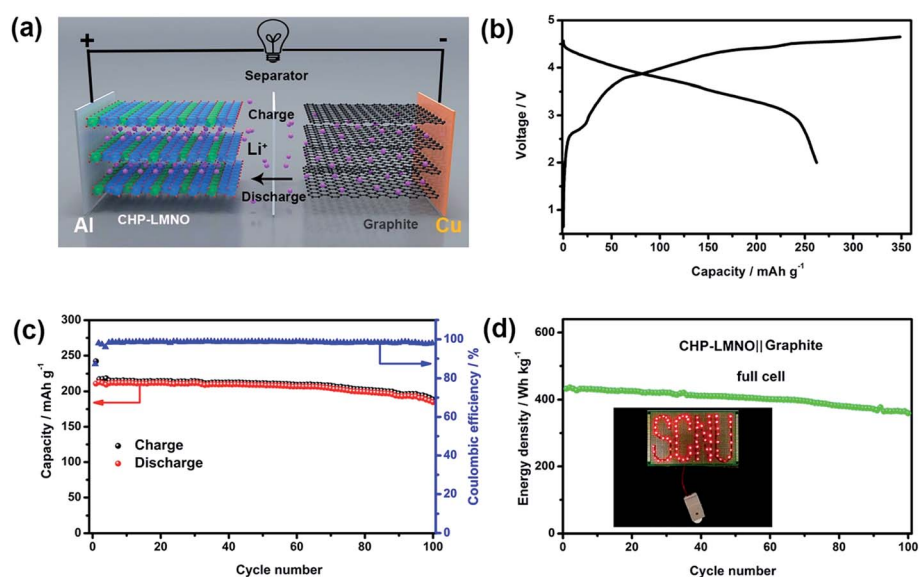 (a)
+
-
Separator
Charge
Li⁺
Discharge
Al
CHP-LMNO
Graphite
Cu
(b)
Voltage / V
5
4
3
2
1
0
50
100
150
200
250
300
350
Capacity / mAh g⁻¹
(c)
Capacity / mAh g⁻¹
300
250
200
150
100
50
0
Charge
Discharge
0
20
40
60
80
100
Cycle number
100
80
60
40
20
0
Coulombic efficiency / %
(d)
Energy density / Wh kg⁻¹
600
400
200
0
CHP-LMNO||Graphite
full cell
SCNU
0
20
40
60
80
100
Cycle number